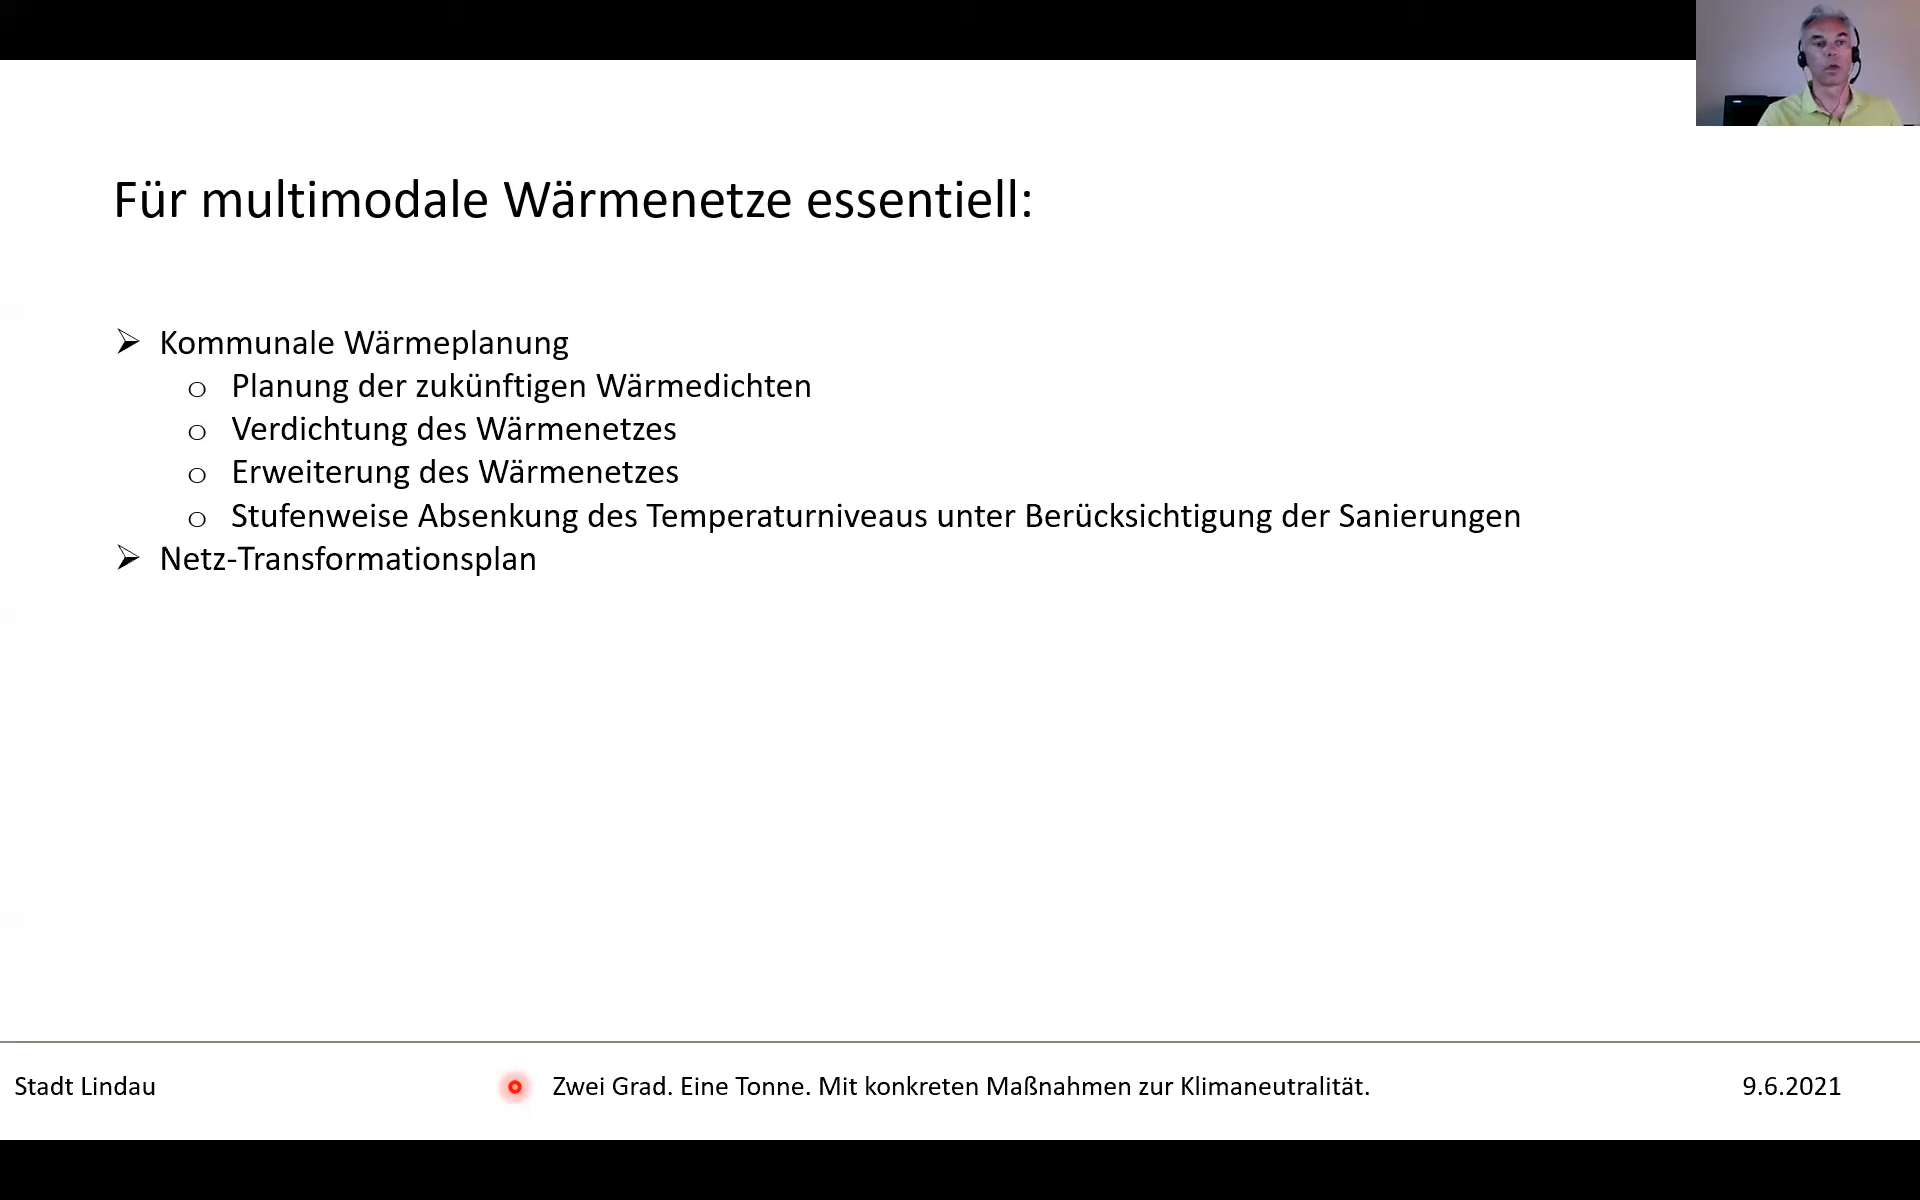 Für multimodale Wärmenetze essentiell:
Kommunale Wärmeplanung
Planung der zukünftigen Wärmedichten
Verdichtung des Wärmenetzes
Erweiterung des Wärmenetzes
Stufenweise Absenkung des Temperaturniveaus unter Berücksichtigung der Sanierungen
Netz-Transformationsplan
Stadt Lindau
Zwei Grad. Eine Tonne. Mit konkreten Maßnahmen zur Klimaneutralität.
9.6.2021